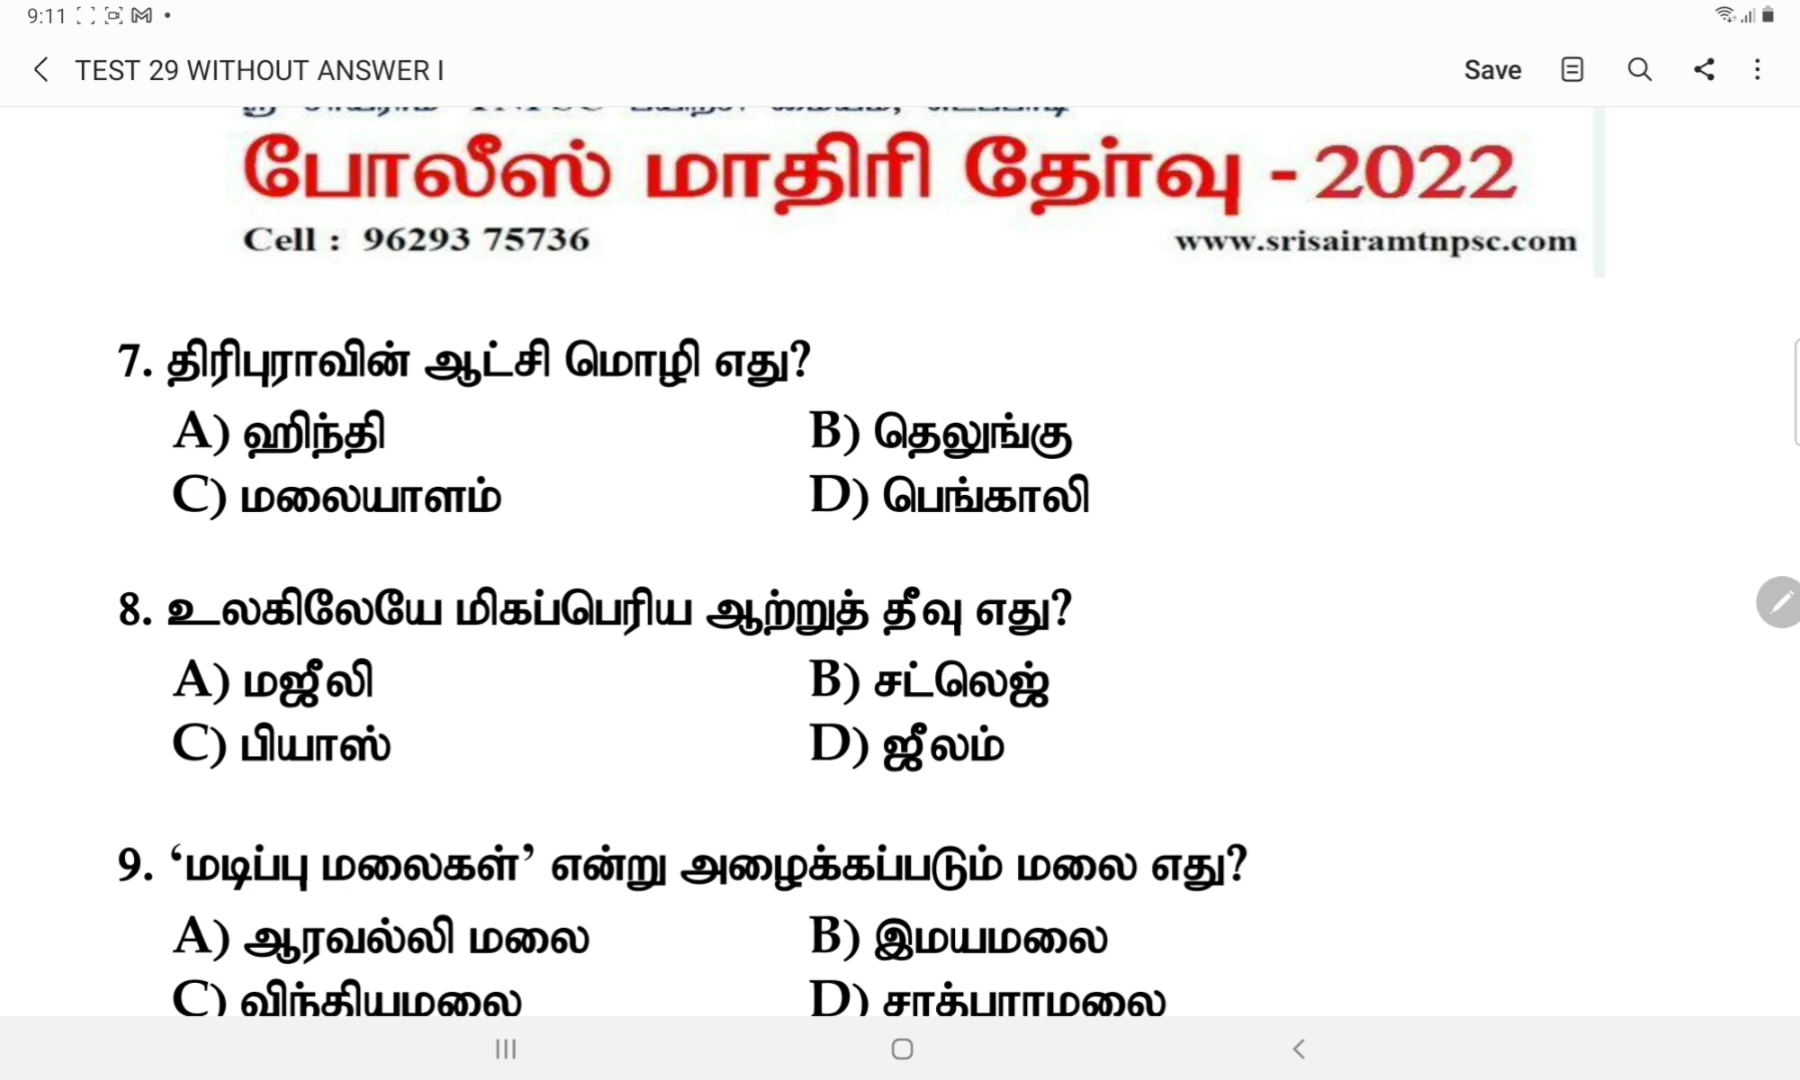 9:11
TEST 29 WITHOUT ANSWER I
Save
போலீஸ் மாதிரி தேர்வு - 2022
Cell : 96293 75736
www.srisairamtnpsc.com
7. திரிபுராவின் ஆட்சி மொழி எது?
A) ஹிந்தி B) தெலுங்கு
C) மலையாளம் D) பெங்காலி
8. உலகிலேயே மிகப்பெரிய ஆற்றுத் தீவு எது?
A) மஜீலி B) சட்லெஜ்
C) பியாஸ் D) ஜீலம்
9. ‘மடிப்பு மலைகள்’ என்று அழைக்கப்படும் மலை எது?
A) ஆரவல்லி மலை B) இமயமலை
C) விந்தியமலை D) சாத்பூராமலை